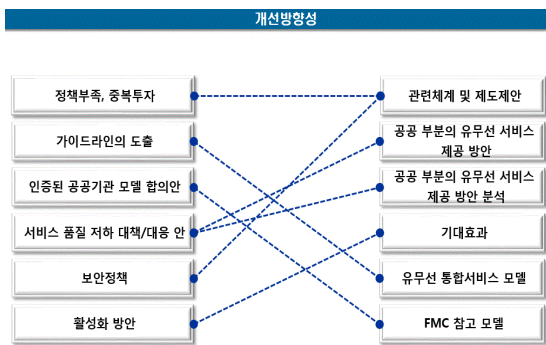 개선방향성
정책부족, 중복투자
관련체계 및 제도제안
가이드라인의 도출
공공 부분의 유무선 서비스
제공 방안
인증된 공공기관 모델 합의안
공공 부분의 유무선 서비스
제공 방안 분석
서비스 품질 저하 대책/대응 안
기대효과
보안정책
유무선 통합서비스 모델
활성화 방안
FMC 참고 모델